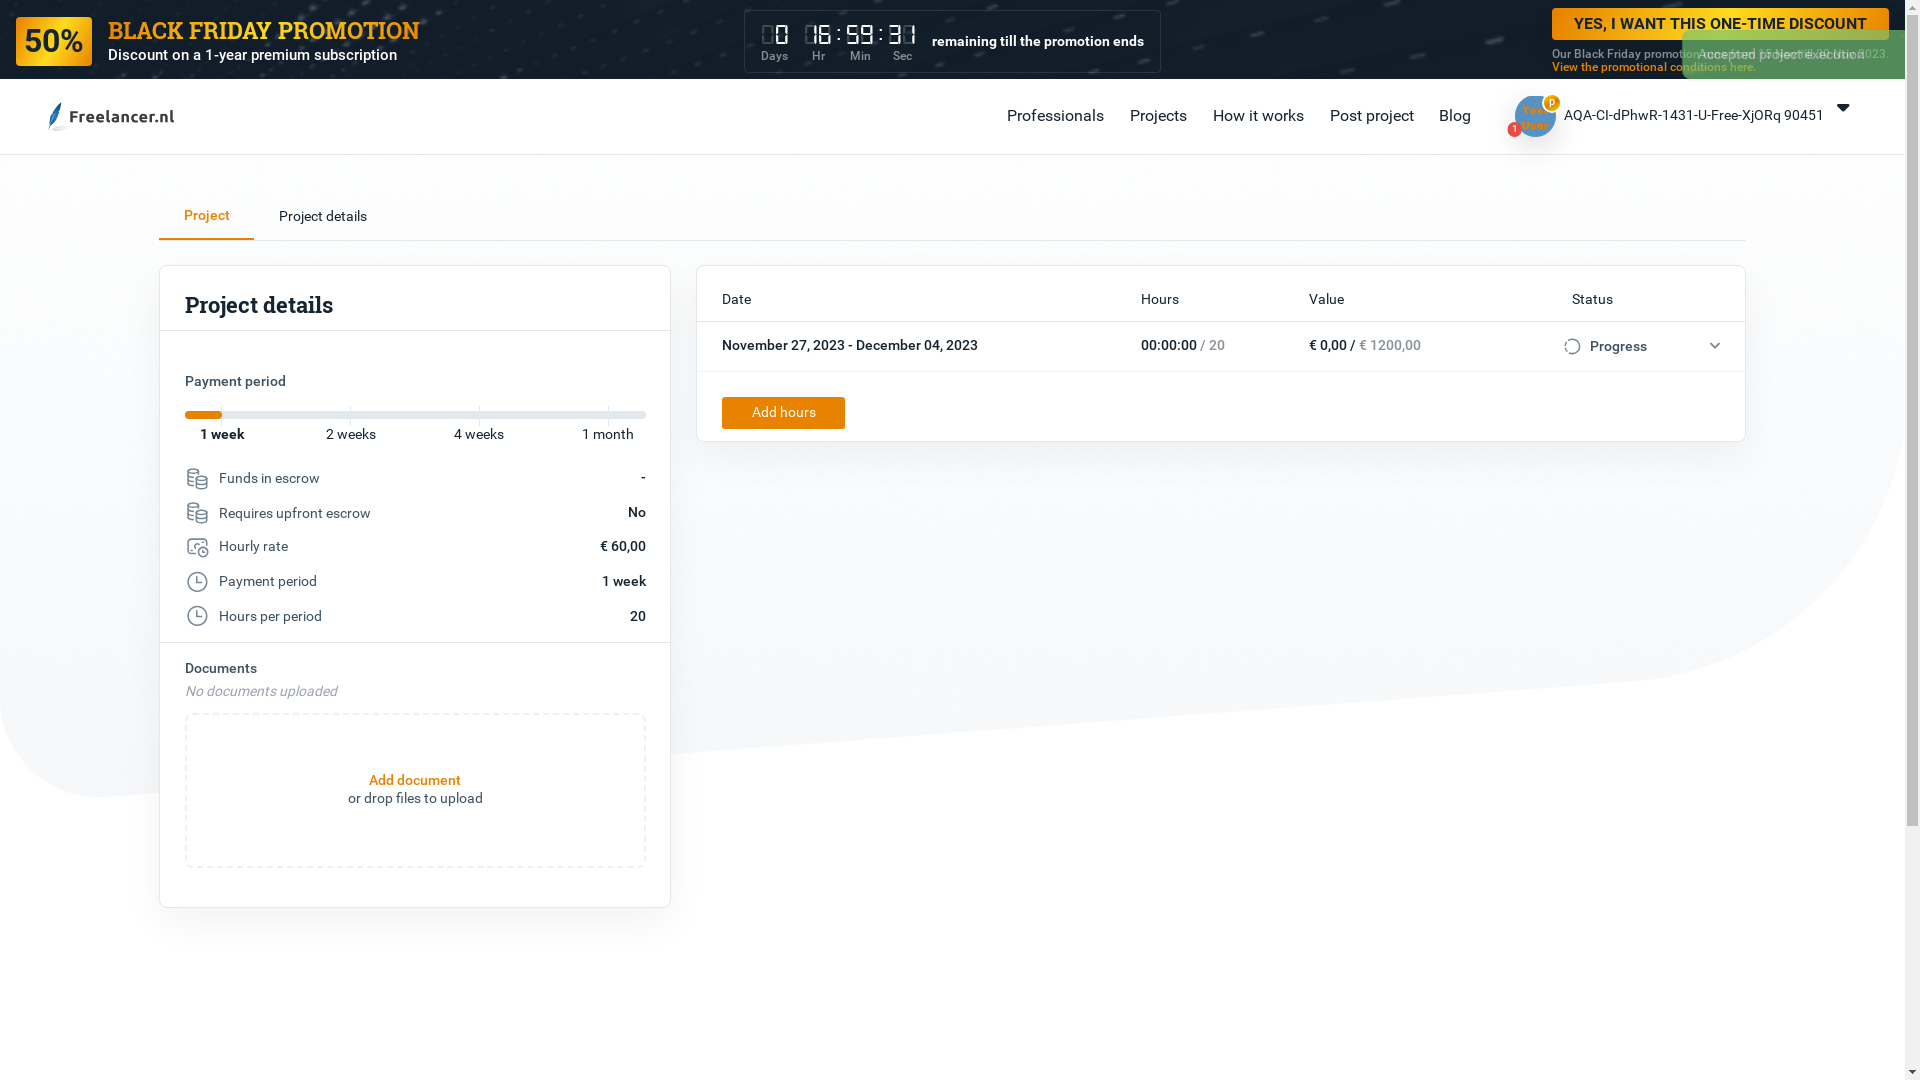 50%
BLACK FRIDAY PROMOTION
Discount on a 1-year premium subscription
0 16 : 59 : 31
Days Hr Min Sec
remaining till the promotion ends
YES, I WANT THIS ONE-TIME DISCOUNT
Our Black Friday promotion
2023.
Accepted project execution
View the promotional conditions here.
Freelancer.nl
Professionals
Projects
How it works
Post project
Blog
Test
User
P
1
AQA-CI-dPhwR-1431-U-Free-XjORq 90451
Project
Project details
Project details
Payment period
1 week
2 weeks
4 weeks
1 month
Funds in escrow
-
Requires upfront escrow
No
Hourly rate
€ 60,00
Payment period
1 week
Hours per period
20
Documents
No documents uploaded
Add document
or drop files to upload
Date
Hours
Value
Status
November 27, 2023 - December 04, 2023
00:00:00 / 20
€ 0,00 / € 1200,00
Progress
Add hours